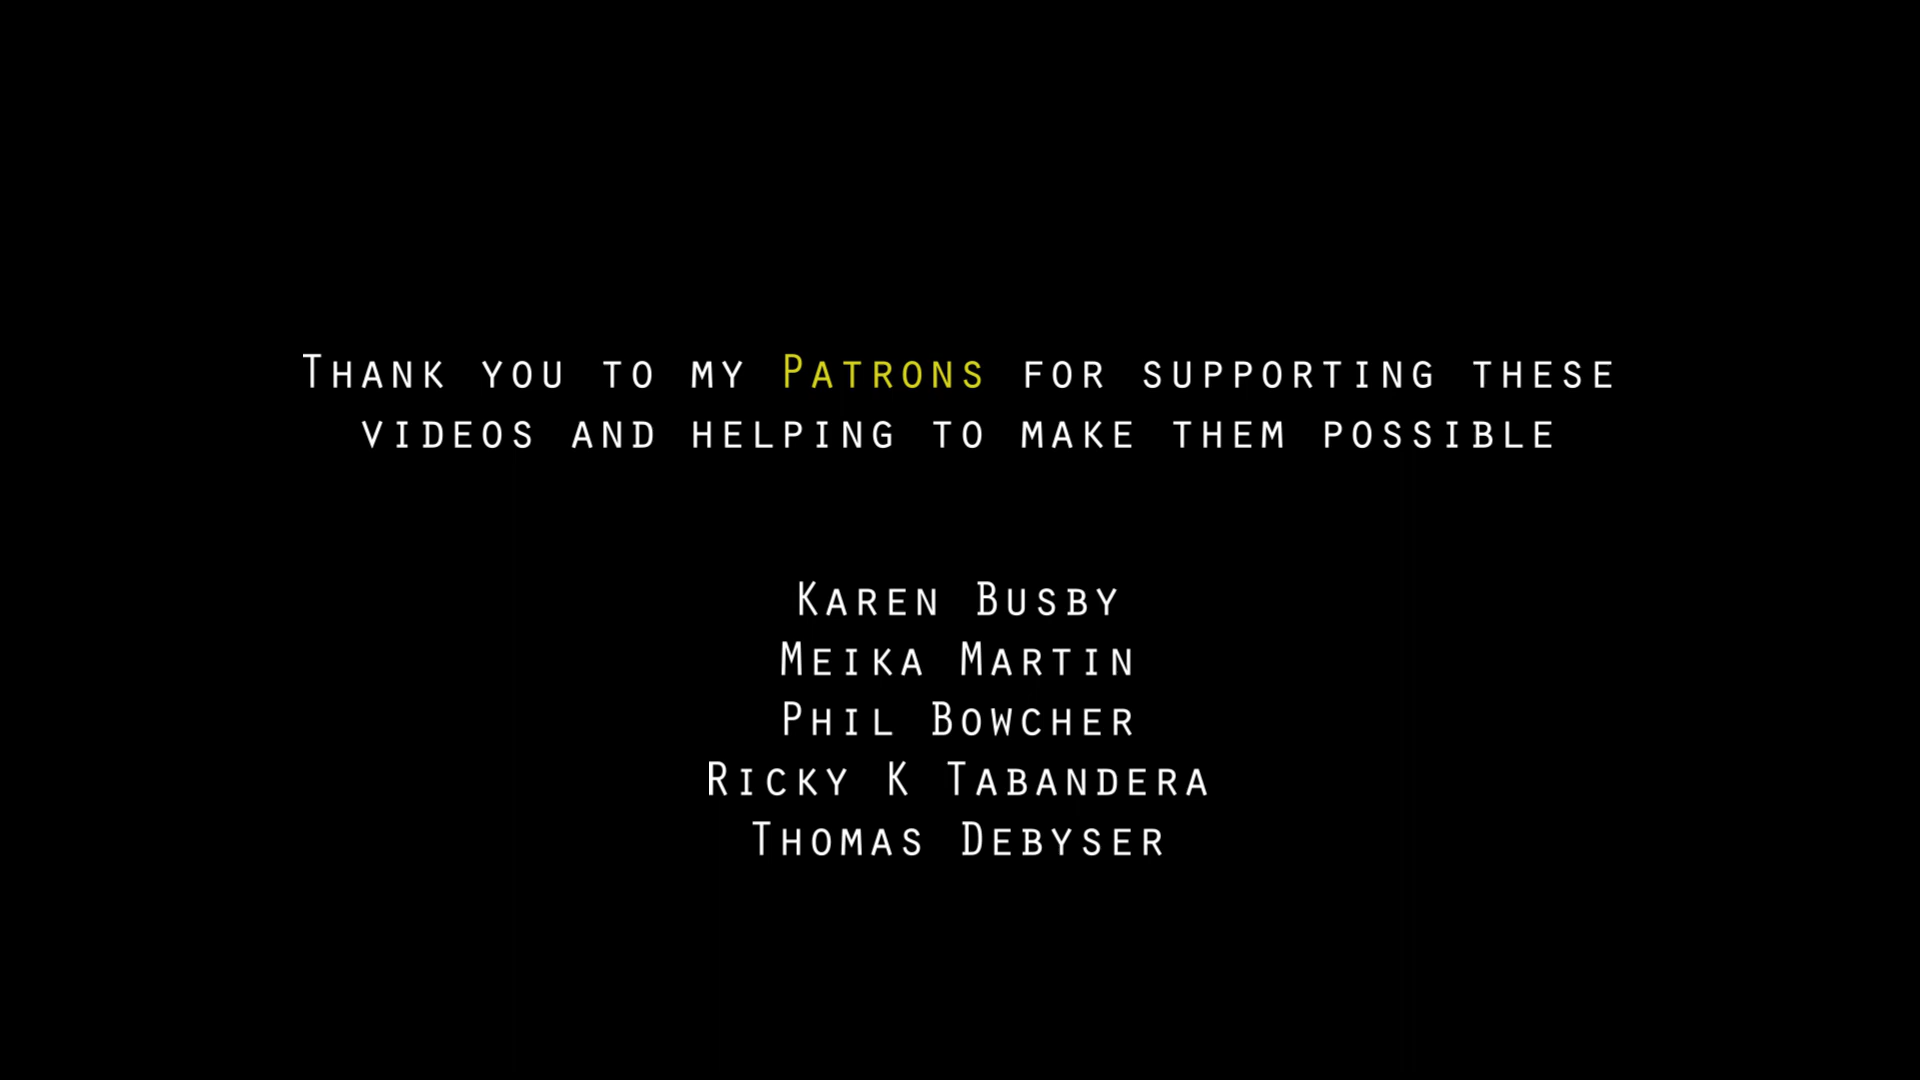 Thank you to my Patrons for supporting these
videos and helping to make them possible
Karen Busby
Meika Martin
Phil Bowcher
Ricky K Tabandera
Thomas Debyser